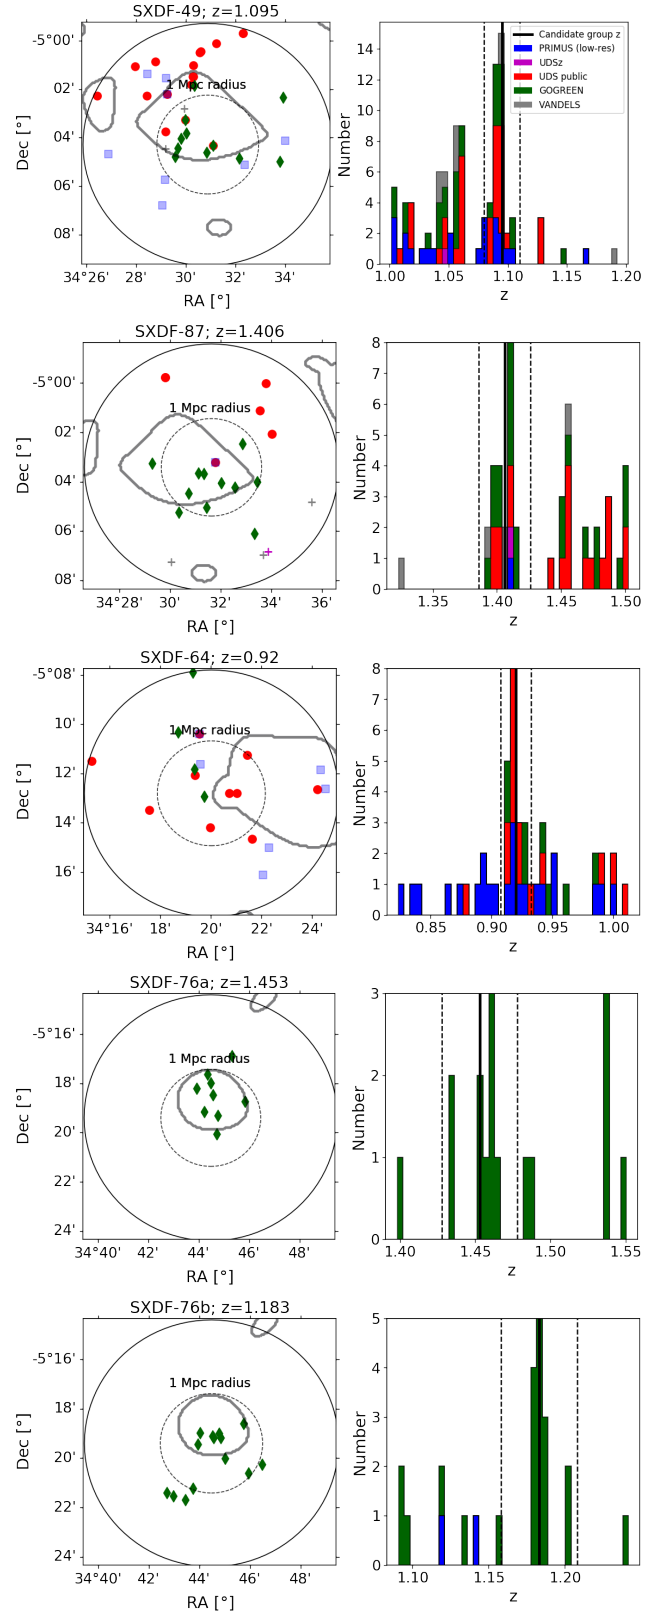 SXDF-49; z=1.095
-5°00'
02'
04'
06'
08'
Dec [°]
1 Mpc radius
34°26' 28' 30' 32' 34'
RA [°]
14
12
10
8
6
4
2
0
Number
Candidate group z
PRIMUS (low-res)
UDSz
UDS public
GOGREEN
VANDELS
1.00 1.05 1.10 1.15 1.20
z
SXDF-87; z=1.406
-5°00'
02'
04'
06'
08'
Dec [°]
1 Mpc radius
34°28' 30' 32' 34' 36'
RA [°]
8
7
6
5
4
3
2
1
0
Number
1.35 1.40 1.45 1.50
z
SXDF-64; z=0.92
-5°08'
10'
12'
14'
16'
Dec [°]
1 Mpc radius
34°16' 18' 20' 22' 24'
RA [°]
8
7
6
5
4
3
2
1
0
Number
0.85 0.90 0.95 1.00
z
SXDF-76a; z=1.453
-5°16'
18'
20'
22'
24'
Dec [°]
1 Mpc radius
34°40' 42' 44' 46' 48'
RA [°]
3
2
1
0
Number
1.40 1.45 1.50 1.55
z
SXDF-76b; z=1.183
-5°16'
18'
20'
22'
24'
Dec [°]
1 Mpc radius
34°40' 42' 44' 46' 48'
RA [°]
5
4
3
2
1
0
Number
1.10 1.15 1.20
z